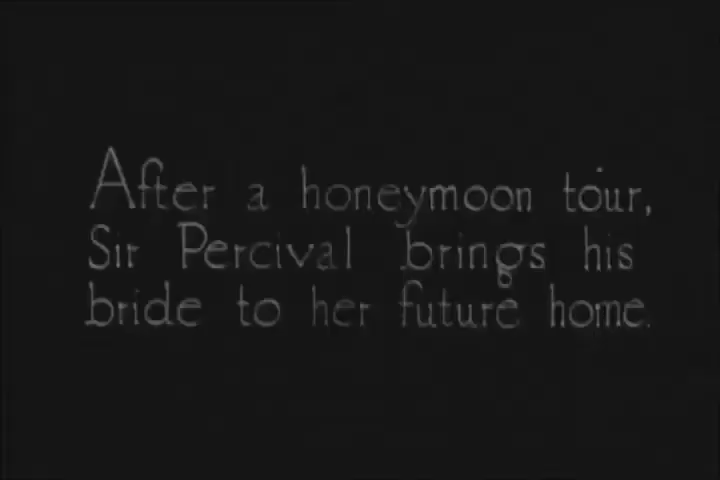 After a honeymoon tour,
Sir Percival brings his
bride to her future home.